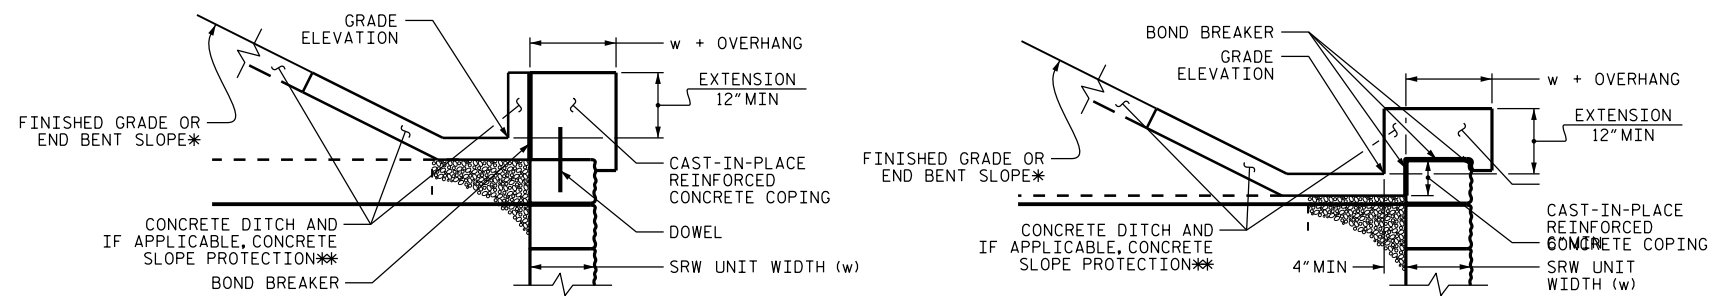 GRADE
ELEVATION
w + OVERHANG
EXTENSION
12" MIN
FINISHED GRADE OR
END BENT SLOPE*
CAST-IN-PLACE
REINFORCED
CONCRETE COPING
CONCRETE DITCH AND
IF APPLICABLE, CONCRETE
SLOPE PROTECTION**
DOWEL
SRW UNIT WIDTH (w)
BOND BREAKER
BOND BREAKER
GRADE
ELEVATION
w + OVERHANG
EXTENSION
12" MIN
FINISHED GRADE OR
END BENT SLOPE*
CONCRETE DITCH AND
IF APPLICABLE, CONCRETE
SLOPE PROTECTION**
4" MIN
CAST-IN-PLACE
REINFORCED
CONCRETE COPING
6" MIN
SRW UNIT
WIDTH (w)